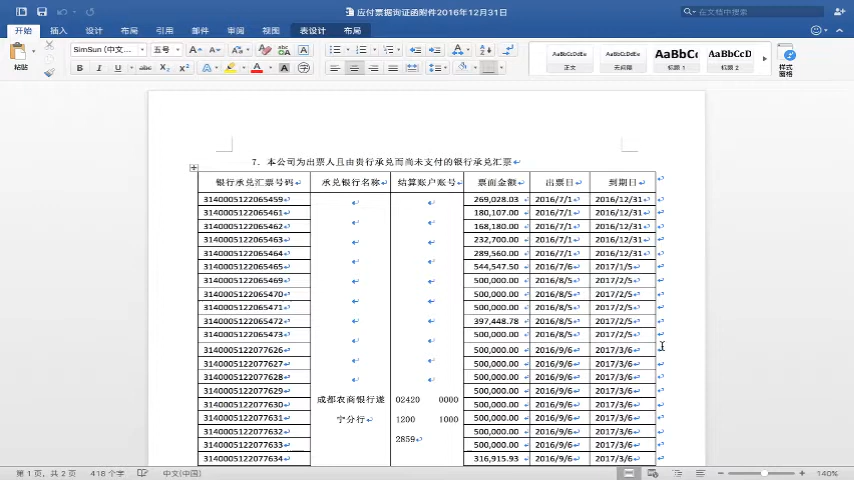 应付票据询证函附件2016年12月31日
在文档中搜索
开始 插入 设计 布局 引用 邮件 审阅 视图 表设计 布局
粘贴 SimSun (中文... 五号 AaBbCcDdEe AaBbCcDdEe AaBbC AaBbCcD 样式窗格
B I U abc X₂ X² A A 字 正文 无间隔 标题 1 标题 2
7. 本公司为出票人且由贵行承兑而尚未支付的银行承兑汇票
银行承兑汇票号码 承兑银行名称 结算账户账号 票面金额 出票日 到期日
3140005122065459 269,028.03 2016/7/1 2016/12/31
3140005122065461 180,107.00 2016/7/1 2016/12/31
3140005122065462 168,180.00 2016/7/1 2016/12/31
3140005122065463 232,700.00 2016/7/1 2016/12/31
3140005122065464 289,560.00 2016/7/1 2016/12/31
3140005122065465 544,547.50 2016/7/6 2017/1/5
3140005122065469 500,000.00 2016/8/5 2017/2/5
3140005122065470 500,000.00 2016/8/5 2017/2/5
3140005122065471 500,000.00 2016/8/5 2017/2/5
3140005122065472 397,448.78 2016/8/5 2017/2/5
3140005122065473 500,000.00 2016/8/5 2017/2/5
3140005122077626 500,000.00 2016/9/6 2017/3/6
3140005122077627 500,000.00 2016/9/6 2017/3/6
3140005122077628 500,000.00 2016/9/6 2017/3/6
3140005122077629 500,000.00 2016/9/6 2017/3/6
3140005122077630 成都农商银行遂 02420 0000 500,000.00 2016/9/6 2017/3/6
3140005122077631 宁分行 1200 1000 500,000.00 2016/9/6 2017/3/6
3140005122077632 2859 500,000.00 2016/9/6 2017/3/6
3140005122077633 500,000.00 2016/9/6 2017/3/6
3140005122077634 316,915.93 2016/9/6 2017/3/6
第 1 页，共 2 页 418 个字 中文(中国) 140%